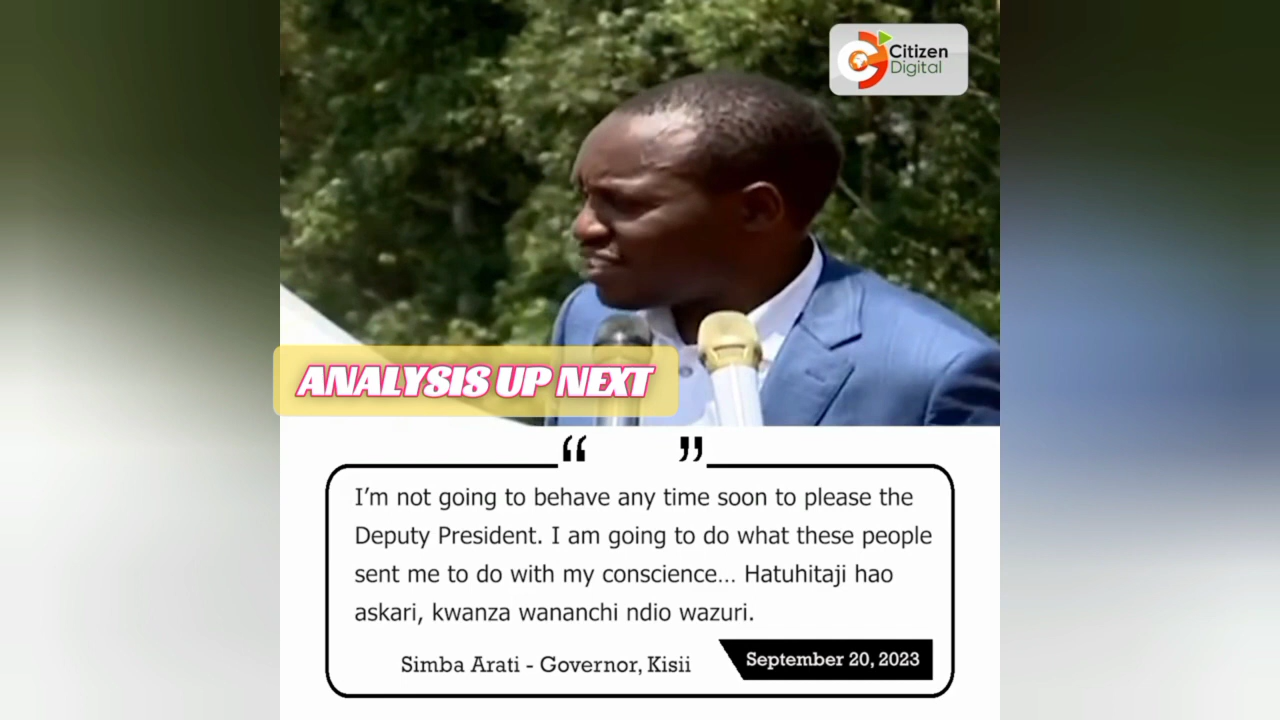 Citizen
Digital
ANALYSIS UP NEXT
“ ”
I’m not going to behave any time soon to please the
Deputy President. I am going to do what these people
sent me to do with my conscience... Hatuhitaji hao
askari, kwanza wananchi ndio wazuri.
Simba Arati - Governor, Kisii
September 20, 2023